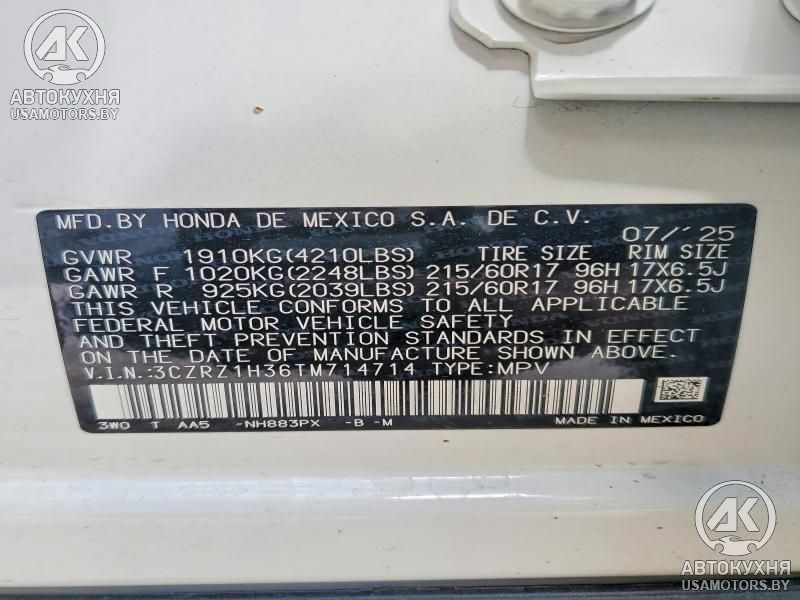 AK
АВТОКУХНЯ
USAMOTORS.BY
MFD.BY HONDA DE MEXICO S.A. DE C.V.
07/'25
GVWR 1910KG(4210LBS) TIRE SIZE RIM SIZE
GAWR F 1020KG(2248LBS) 215/60R17 96H 17X6.5J
GAWR R 925KG(2039LBS) 215/60R17 96H 17X6.5J
THIS VEHICLE CONFORMS TO ALL APPLICABLE
FEDERAL MOTOR VEHICLE SAFETY
AND THEFT PREVENTION STANDARDS IN EFFECT
ON THE DATE OF MANUFACTURE SHOWN ABOVE.
V.I.N.:3CZRZ1H36TM714714 TYPE:MPV
3W0 T AA5 -NH883PX -B -M MADE IN MEXICO
AK
АВТОКУХНЯ
USAMOTORS.BY